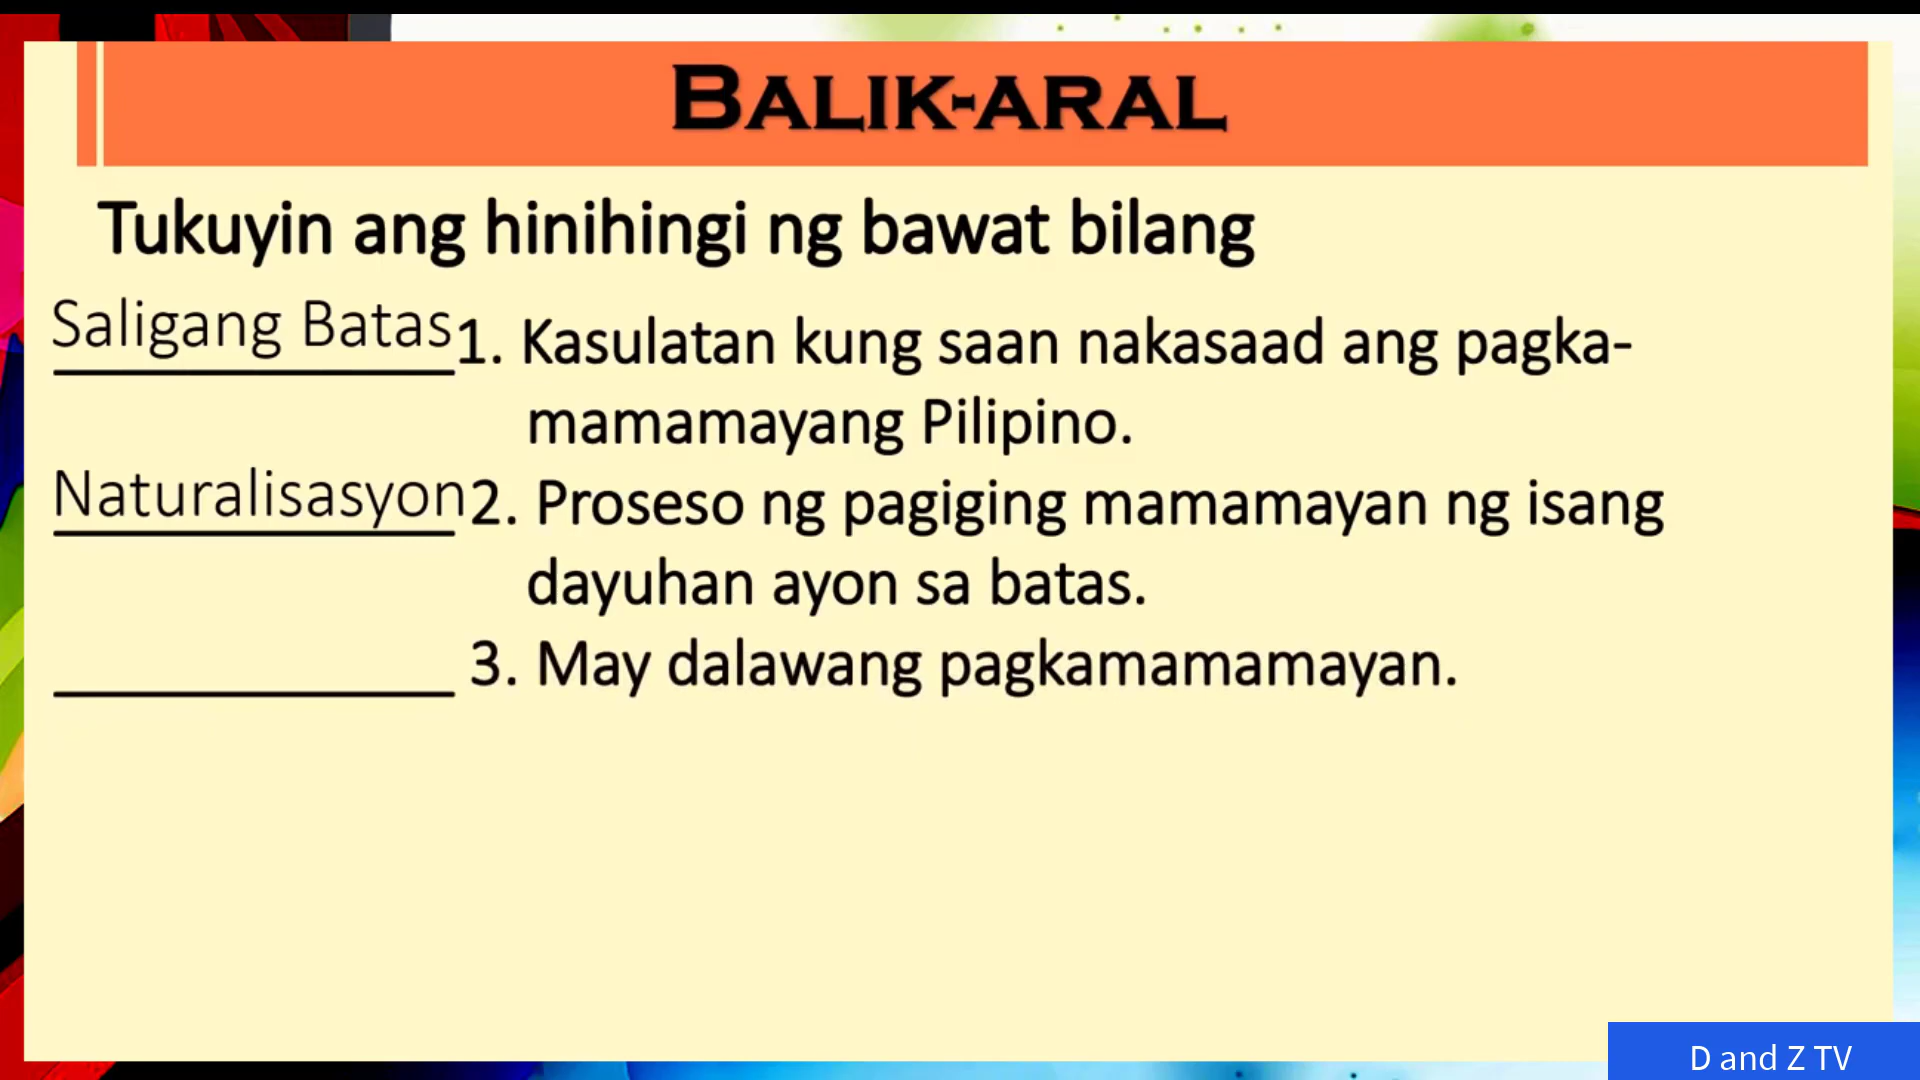 BALIK-ARAL
Tukuyin ang hinihingi ng bawat bilang
Saligang Batas 1. Kasulatan kung saan nakasaad ang pagka-
mamamayang Pilipino.
Naturalisasyon 2. Proseso ng pagiging mamamayan ng isang
dayuhan ayon sa batas.
3. May dalawang pagkamamamayan.
D and Z TV